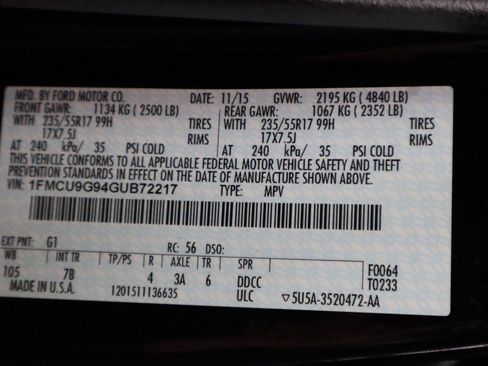 MFD. BY FORD MOTOR CO. DATE: 11/15 GVWR: 2195 KG ( 4840 LB)
FRONT GAWR: 1134 KG ( 2500 LB) REAR GAWR: 1067 KG ( 2352 LB)
WITH 235/55R17 99H TIRES WITH 235/55R17 99H TIRES
17X7.5J RIMS 17X7.5J RIMS
AT 240 kPa/ 35 PSI COLD AT 240 kPa/ 35 PSI COLD
THIS VEHICLE CONFORMS TO ALL APPLICABLE FEDERAL MOTOR VEHICLE SAFETY AND THEFT
PREVENTION STANDARDS IN EFFECT ON THE DATE OF MANUFACTURE SHOWN ABOVE.
VIN: 1FMCU9G94GUB72217 TYPE: MPV
EXT PNT: G1 RC: 56 DSO:
WB INT TR TP/PS R AXLE TR SPR F0064
105 7B 4 3A 6 DDCC T0233
MADE IN U.S.A. 1201511136635 ULC ▽5U5A-3520472-AA